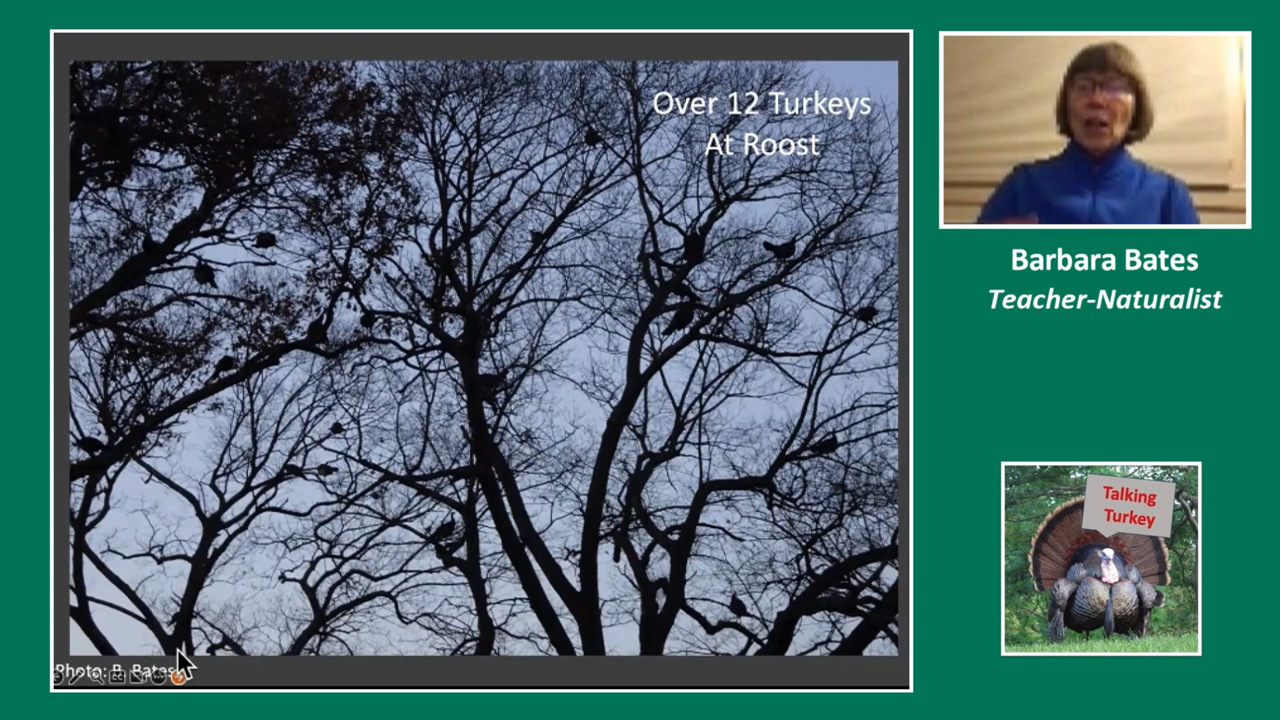 Over 12 Turkeys
At Roost
Photo: B. Bates
Barbara Bates
Teacher-Naturalist
Talking
Turkey